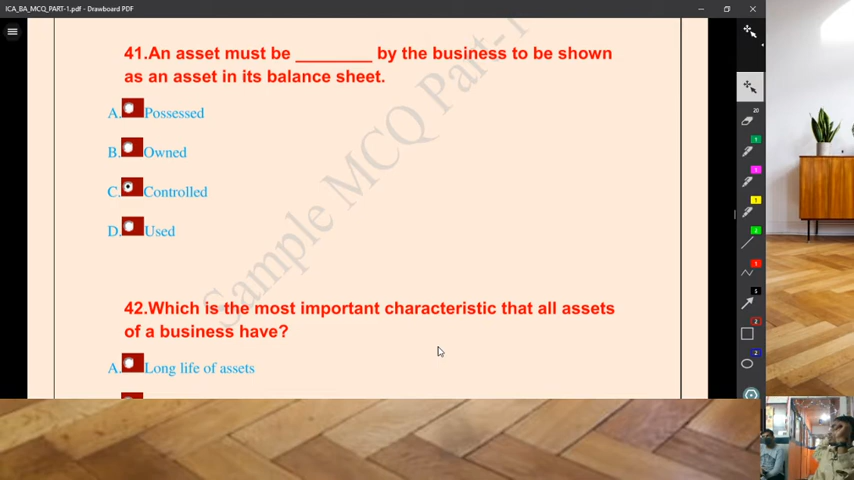 ICA_BA_MCQ_PART-1.pdf - Drawboard PDF
41.An asset must be ________ by the business to be shown
as an asset in its balance sheet.
A. Possessed
B. Owned
C. Controlled
D. Used
Sample MCQ Part-1
42.Which is the most important characteristic that all assets
of a business have?
A. Long life of assets
20